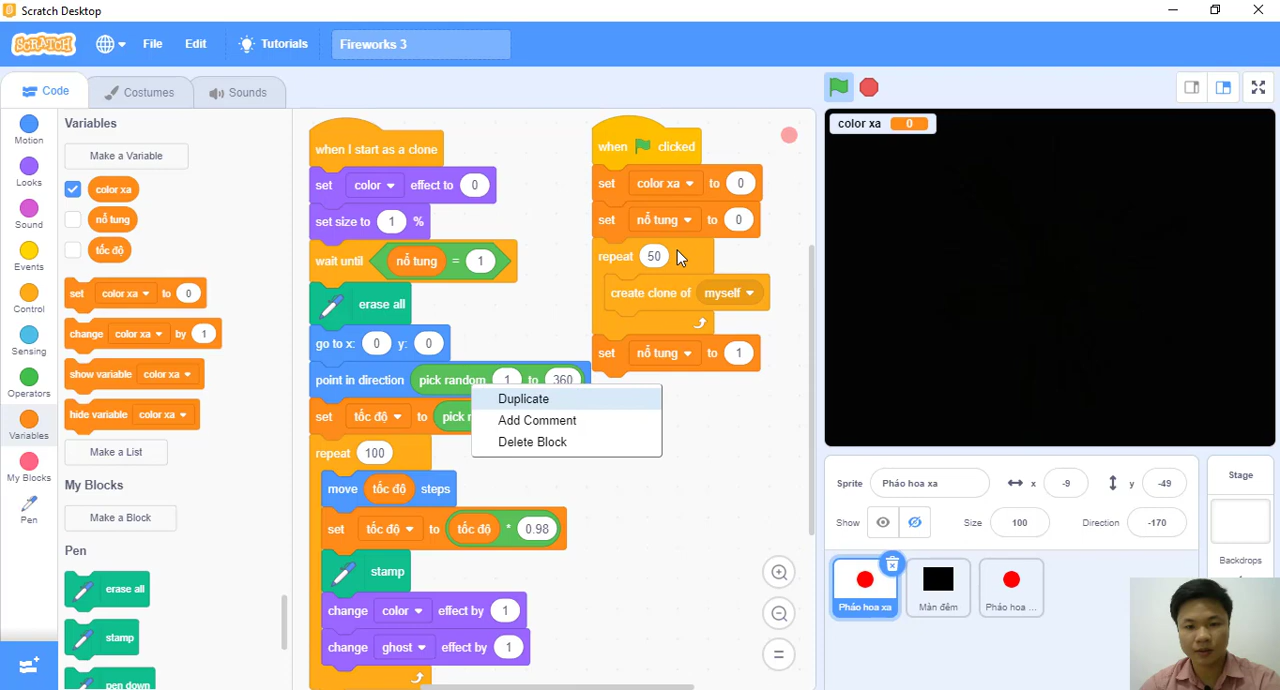 Scratch Desktop
SCRATCH
File
Edit
Tutorials
Fireworks 3
Code
Costumes
Sounds
Motion
Looks
Sound
Events
Control
Sensing
Operators
Variables
My Blocks
Pen
Variables
Make a Variable
color xa
nổ tung
tốc độ
set color xa to 0
change color xa by 1
show variable color xa
hide variable color xa
Make a List
My Blocks
Make a Block
Pen
erase all
stamp
pen down
when I start as a clone
set color effect to 0
set size to 1 %
wait until nổ tung = 1
erase all
go to x: 0 y: 0
point in direction pick random 1 to 360
set tốc độ to pick
repeat 100
move tốc độ steps
set tốc độ to tốc độ * 0.98
stamp
change color effect by 1
change ghost effect by 1
Duplicate
Add Comment
Delete Block
when clicked
set color xa to 0
set nổ tung to 0
repeat 50
create clone of myself
set nổ tung to 1
color xa 0
Sprite
Pháo hoa xa
x
-9
y
-49
Show
Size
100
Direction
-170
Pháo hoa xa
Màn đêm
Pháo hoa ...
Stage
Backdrops